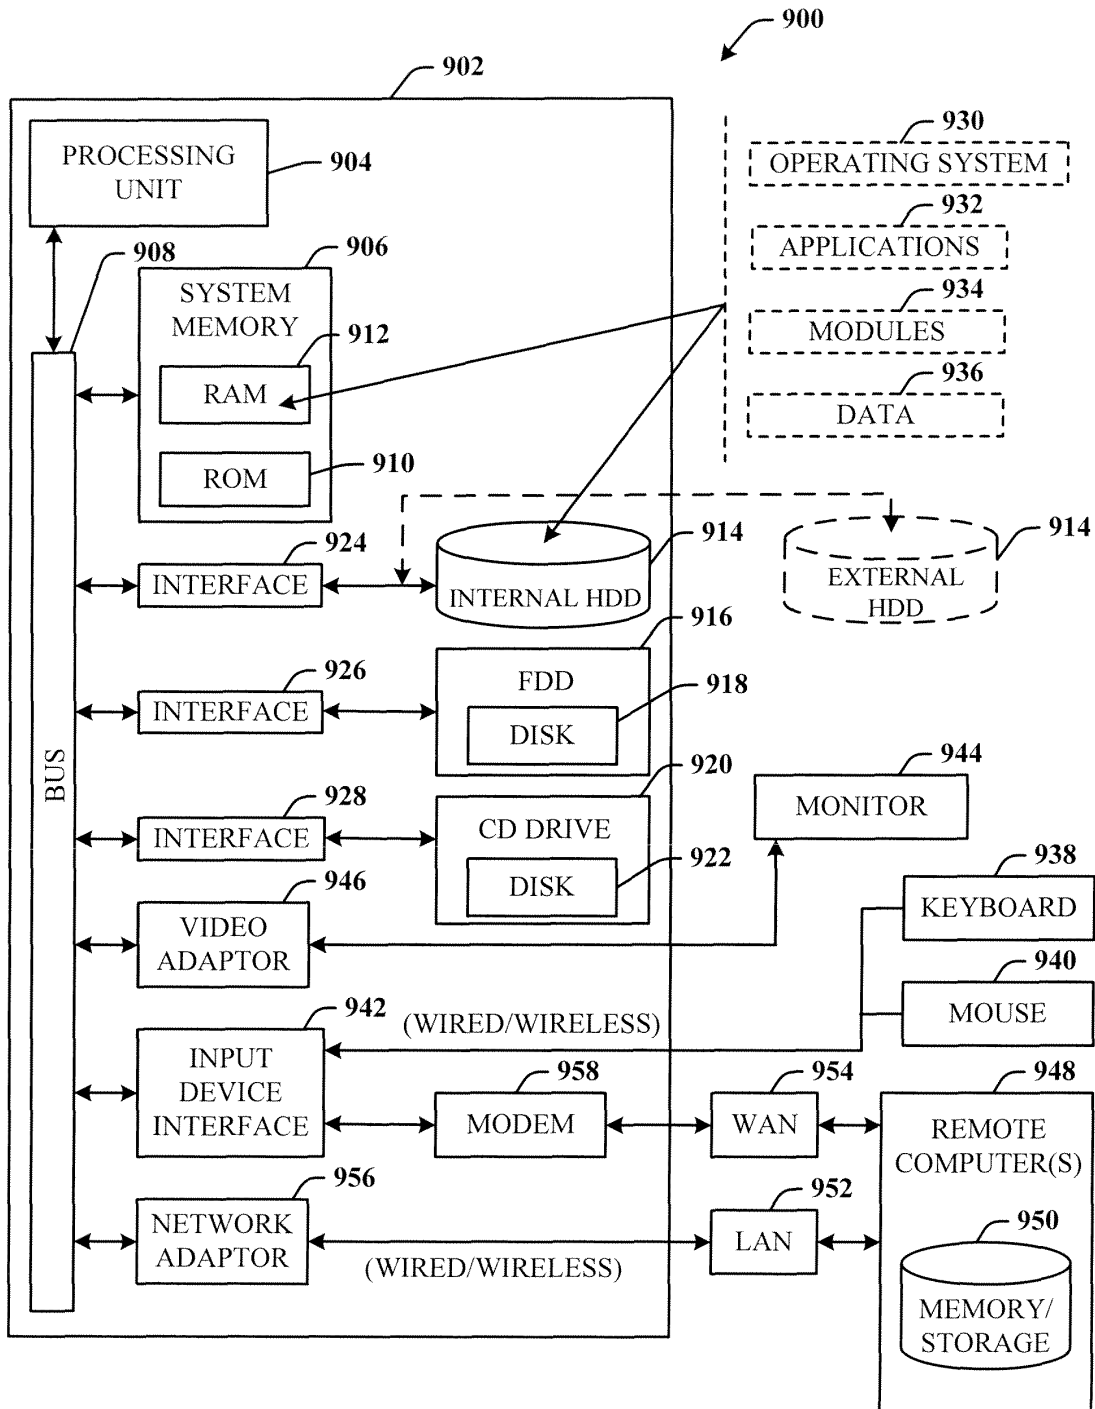 900
902
PROCESSING
UNIT
904
930
OPERATING SYSTEM
932
APPLICATIONS
934
MODULES
936
DATA
908
906
SYSTEM
MEMORY
912
RAM
910
ROM
924
INTERFACE
914
INTERNAL HDD
914
EXTERNAL
HDD
916
FDD
918
DISK
926
INTERFACE
BUS
920
CD DRIVE
922
DISK
928
INTERFACE
944
MONITOR
946
VIDEO
ADAPTOR
938
KEYBOARD
940
MOUSE
942
INPUT
DEVICE
INTERFACE
(WIRED/WIRELESS)
958
MODEM
954
WAN
948
REMOTE
COMPUTER(S)
956
NETWORK
ADAPTOR
(WIRED/WIRELESS)
952
LAN
950
MEMORY/
STORAGE